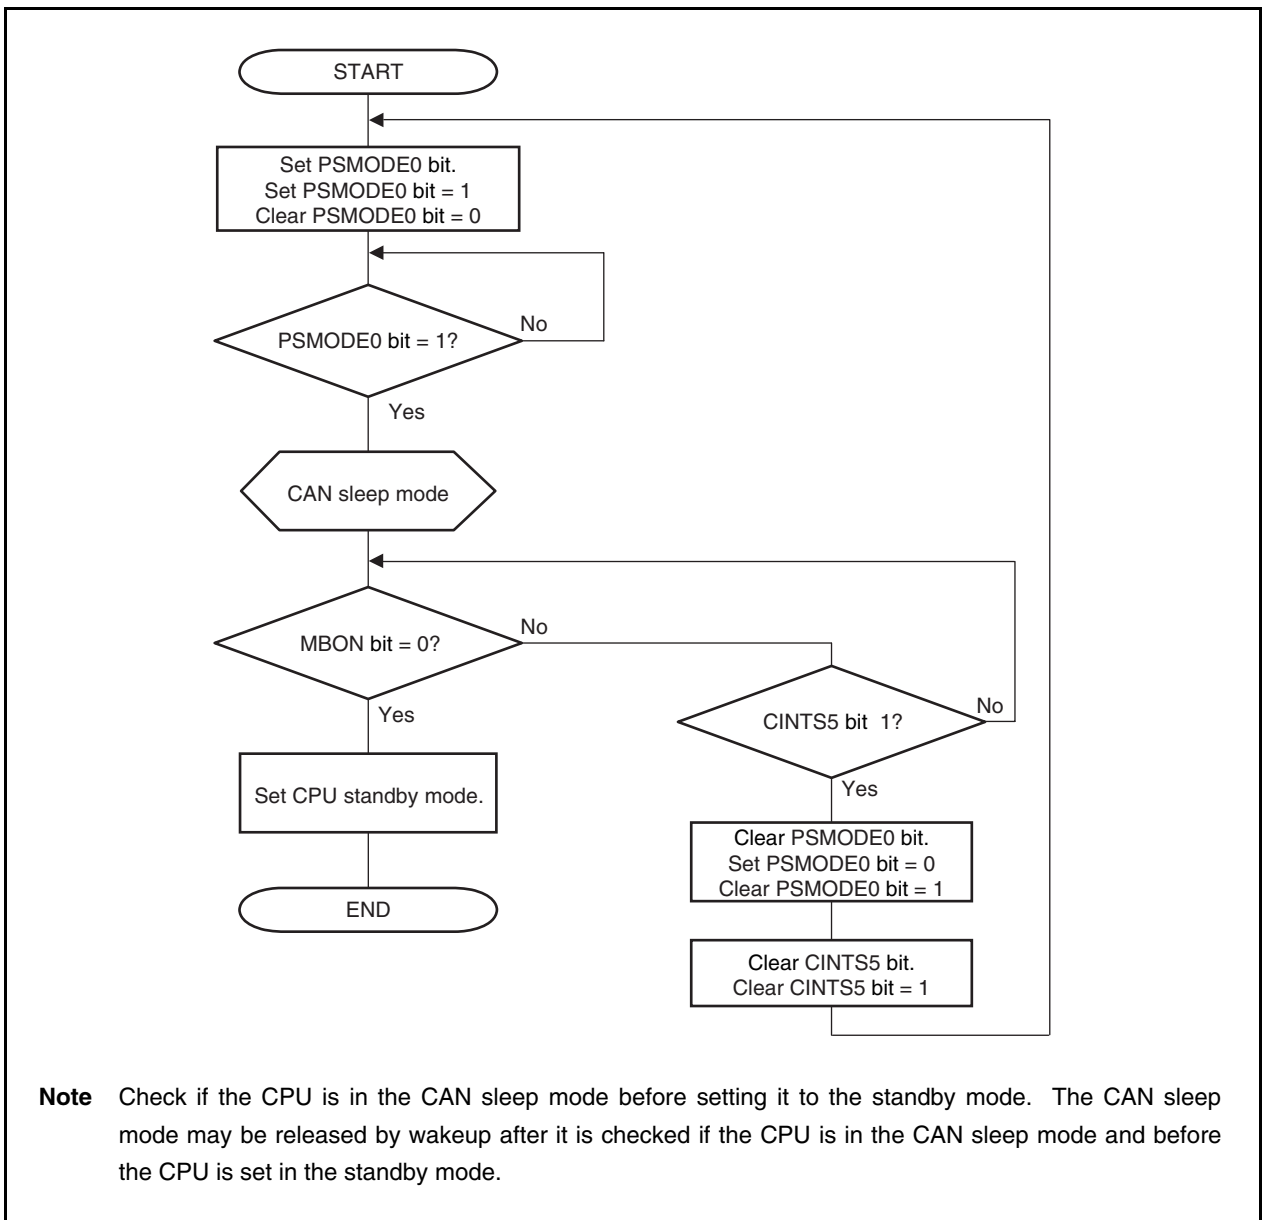 START
Set PSMODE0 bit.
Set PSMODE0 bit = 1
Clear PSMODE0 bit = 0
PSMODE0 bit = 1?
No
Yes
CAN sleep mode
MBON bit = 0?
No
Yes
CINTS5 bit 1?
No
Yes
Set CPU standby mode.
Clear PSMODE0 bit.
Set PSMODE0 bit = 0
Clear PSMODE0 bit = 1
END
Clear CINTS5 bit.
Clear CINTS5 bit = 1
Note Check if the CPU is in the CAN sleep mode before setting it to the standby mode. The CAN sleep
mode may be released by wakeup after it is checked if the CPU is in the CAN sleep mode and before
the CPU is set in the standby mode.